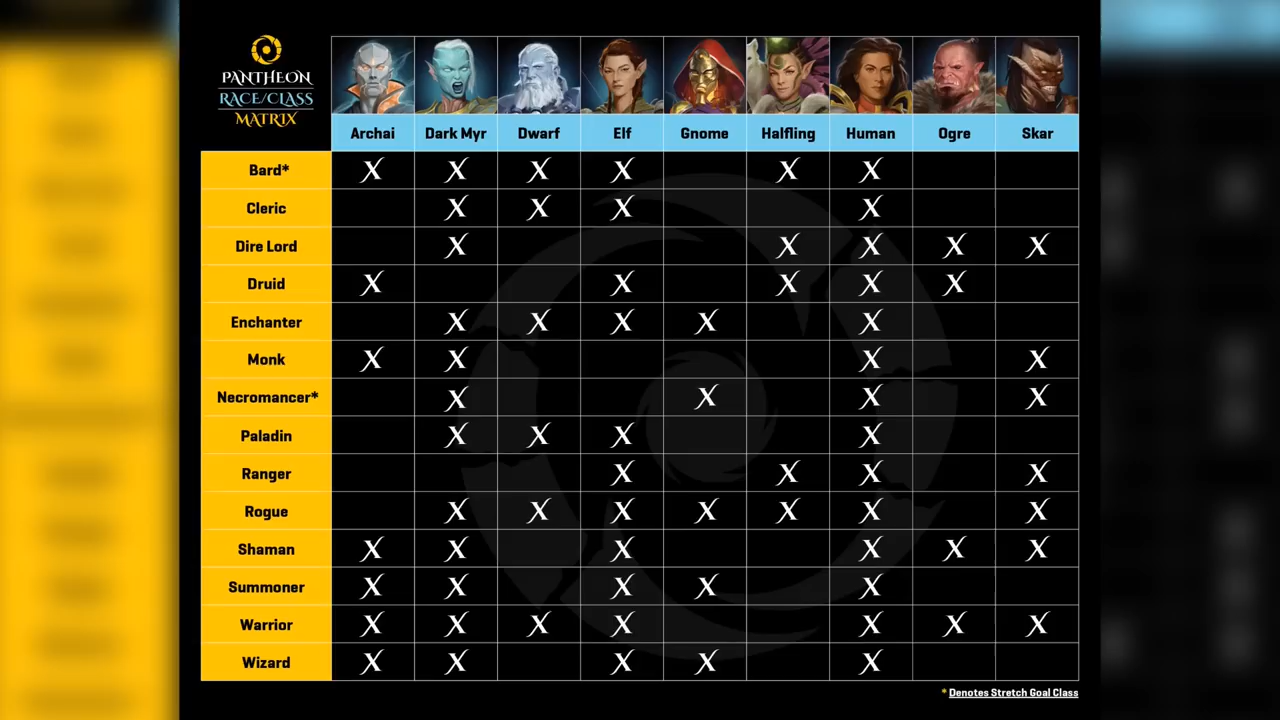 PANTHEON
RACE/CLASS
MATRIX
Archai Dark Myr Dwarf Elf Gnome Halfling Human Ogre Skar
Bard* X X X X X X
Cleric X X X X
Dire Lord X X X X X
Druid X X X X X
Enchanter X X X X X
Monk X X X X
Necromancer* X X X X
Paladin X X X X
Ranger X X X X
Rogue X X X X X X X
Shaman X X X X X X
Summoner X X X X X
Warrior X X X X X X X
Wizard X X X X X
* Denotes Stretch Goal Class